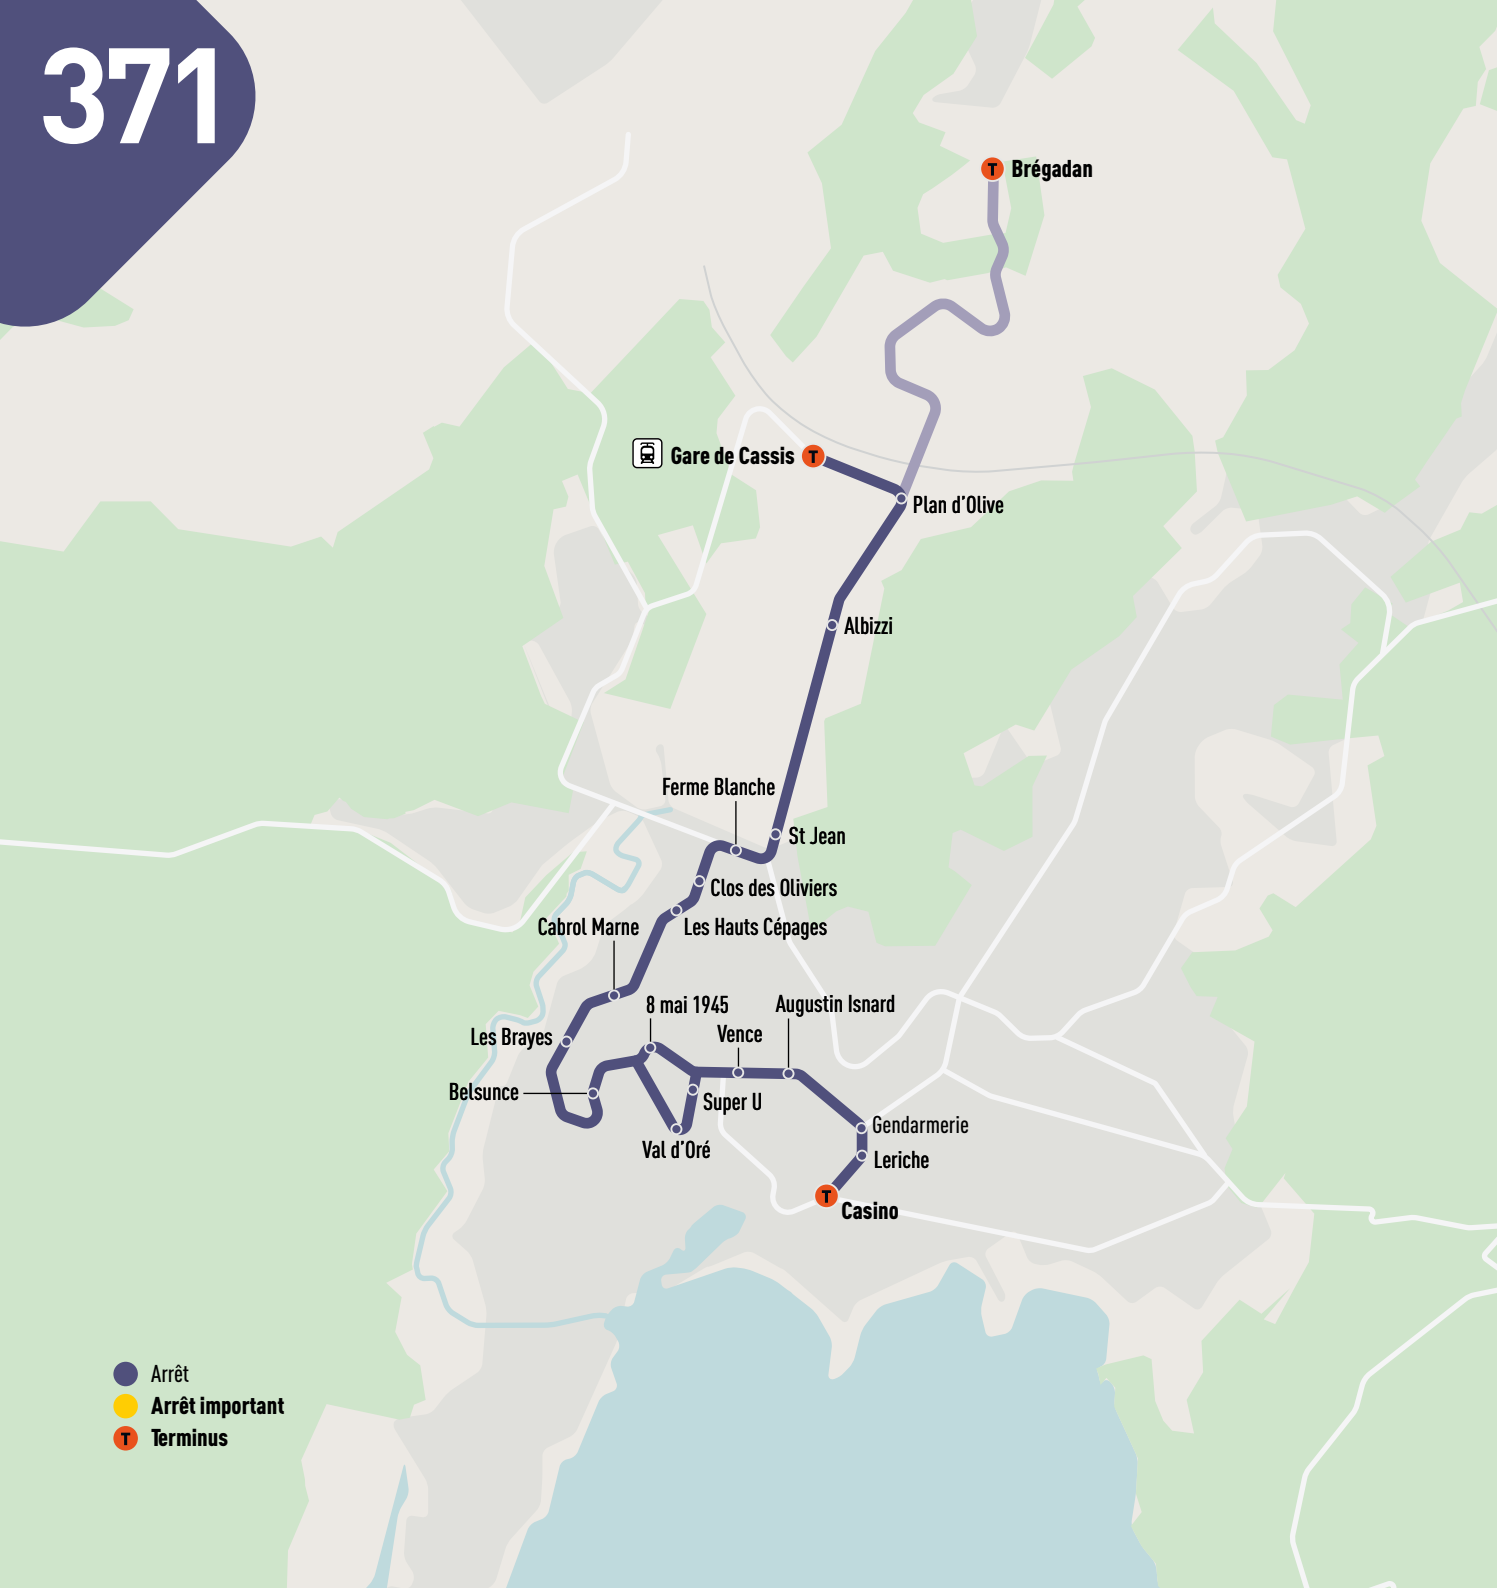 371
Brégadan
Gare de Cassis
T
T
Plan d’Olive
Albizzi
Ferme Blanche
St Jean
Clos des Oliviers
Cabrol Marne
Les Hauts Cépages
8 mai 1945
Augustin Isnard
Vence
Les Brayes
Belsunce
Super U
Gendarmerie
Val d’Oré
Leriche
T
Casino
Arrêt
Arrêt important
T Terminus